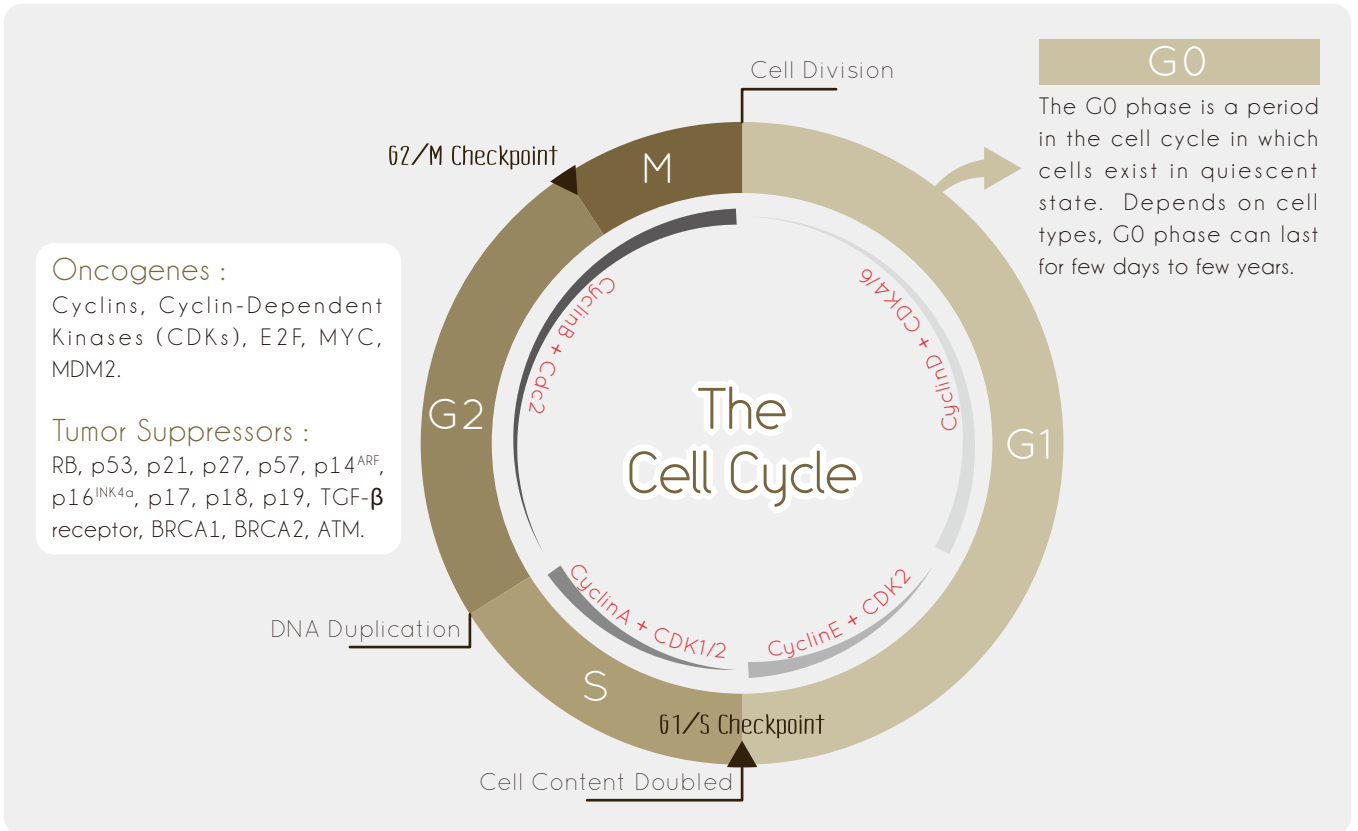 Cell Division
G0
The G0 phase is a period
in the cell cycle in which
cells exist in quiescent
state. Depends on cell
types, G0 phase can last
for few days to few years.
G2/M Checkpoint
M
CyclinB + Cdc2
CyclinD + CDK4/6
Oncogenes :
Cyclins, Cyclin-Dependent
Kinases (CDKs), E2F, MYC,
MDM2.
Tumor Suppressors :
RB, p53, p21, p27, p57, p14ᴬᴿᶠ,
p16ᴵᴺᴷ⁴ᵃ, p17, p18, p19, TGF-β
receptor, BRCA1, BRCA2, ATM.
G2
The
Cell Cycle
G1
CyclinA + CDK1/2
CyclinE + CDK2
DNA Duplication
S
G1/S Checkpoint
Cell Content Doubled